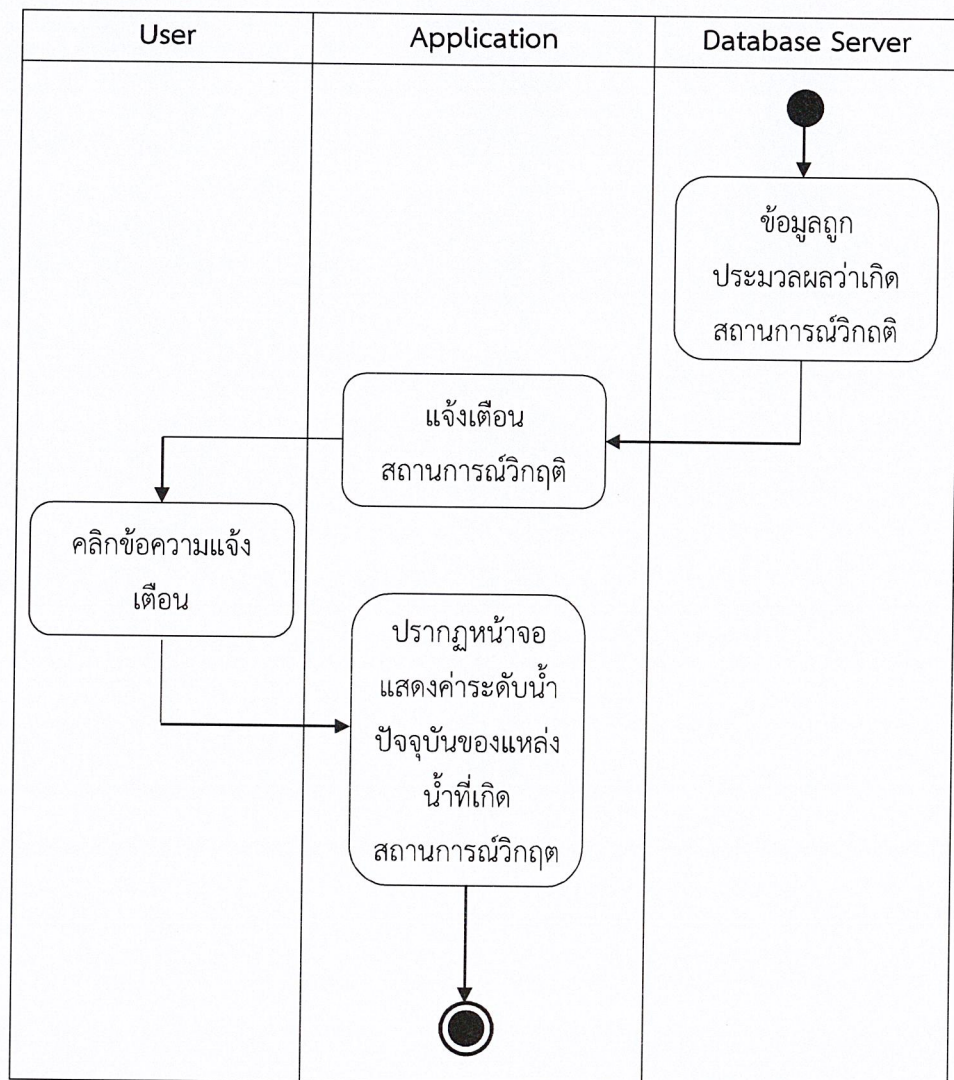 User
Application
Database Server
ข้อมูลถูก
ประมวลผลว่าเกิด
สถานการณ์วิกฤติ
แจ้งเตือน
สถานการณ์วิกฤติ
คลิกข้อความแจ้ง
เตือน
ปรากฏหน้าจอ
แสดงค่าระดับน้ำ
ปัจจุบันของแหล่ง
น้ำที่เกิด
สถานการณ์วิกฤต